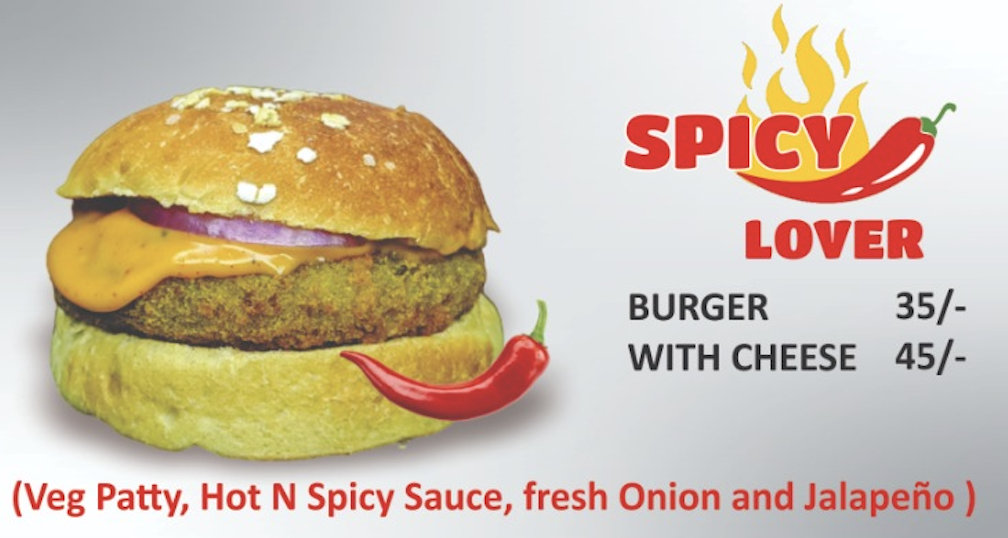 SPICY
LOVER
BURGER 35/-
WITH CHEESE 45/-
(Veg Patty, Hot N Spicy Sauce, fresh Onion and Jalapeño )